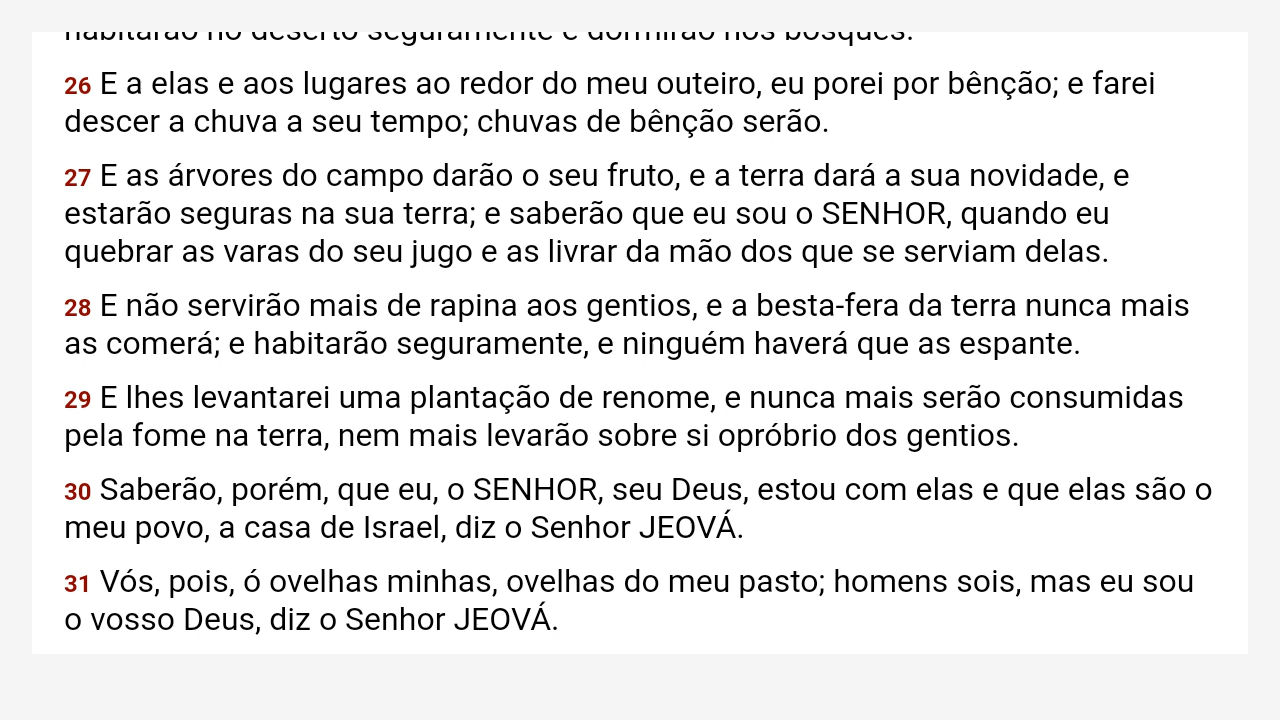 habitarão no deserto seguramente e dormirão nos bosques.
26 E a elas e aos lugares ao redor do meu outeiro, eu porei por bênção; e farei
descer a chuva a seu tempo; chuvas de bênção serão.
27 E as árvores do campo darão o seu fruto, e a terra dará a sua novidade, e
estarão seguras na sua terra; e saberão que eu sou o SENHOR, quando eu
quebrar as varas do seu jugo e as livrar da mão dos que se serviam delas.
28 E não servirão mais de rapina aos gentios, e a besta-fera da terra nunca mais
as comerá; e habitarão seguramente, e ninguém haverá que as espante.
29 E lhes levantarei uma plantação de renome, e nunca mais serão consumidas
pela fome na terra, nem mais levarão sobre si opróbrio dos gentios.
30 Saberão, porém, que eu, o SENHOR, seu Deus, estou com elas e que elas são o
meu povo, a casa de Israel, diz o Senhor JEOVÁ.
31 Vós, pois, ó ovelhas minhas, ovelhas do meu pasto; homens sois, mas eu sou
o vosso Deus, diz o Senhor JEOVÁ.